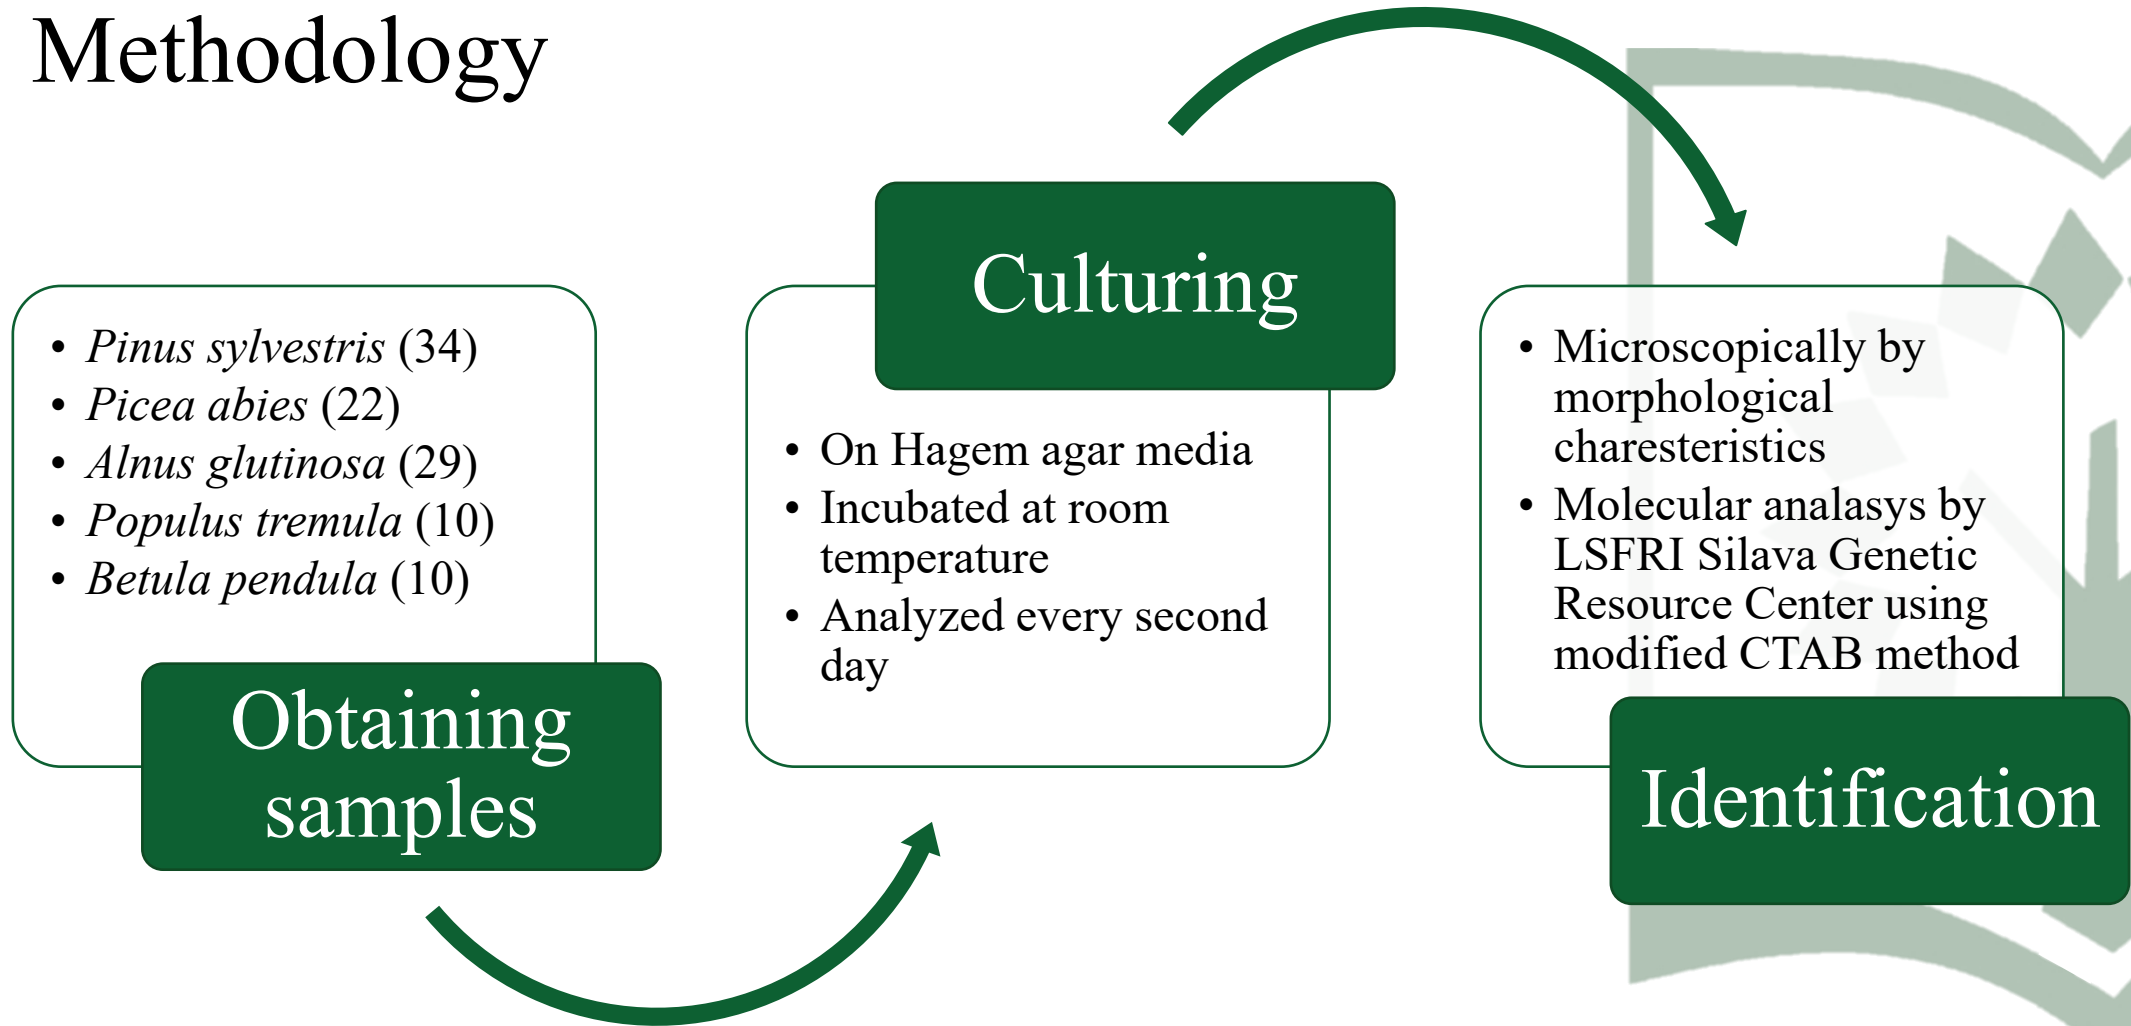 Methodology
• Pinus sylvestris (34)
• Picea abies (22)
• Alnus glutinosa (29)
• Populus tremula (10)
• Betula pendula (10)
Obtaining
samples
Culturing
• On Hagem agar media
• Incubated at room
temperature
• Analyzed every second
day
• Microscopically by
morphological
charesteristics
• Molecular analasys by
LSFRI Silava Genetic
Resource Center using
modified CTAB method
Identification